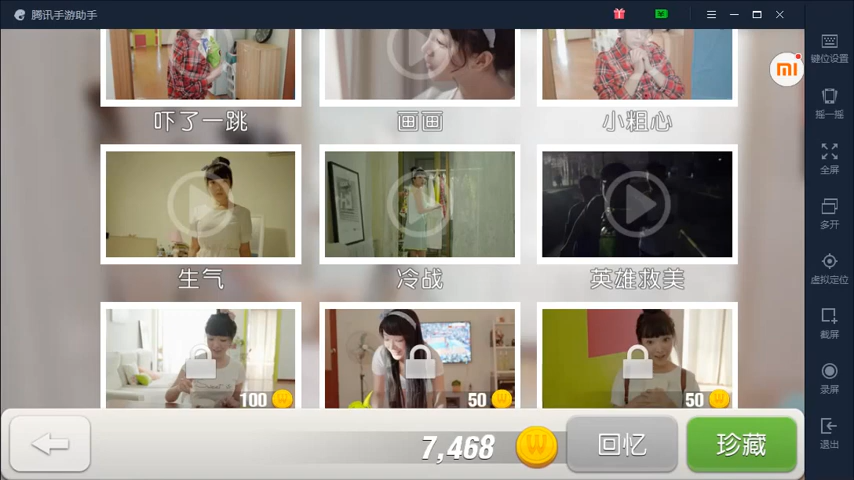 腾讯手游助手
mi
键位设置
摇一摇
全屏
多开
虚拟定位
截屏
录屏
退出
吓了一跳
画画
小粗心
生气
冷战
英雄救美
100
50
50
7,468
回忆
珍藏